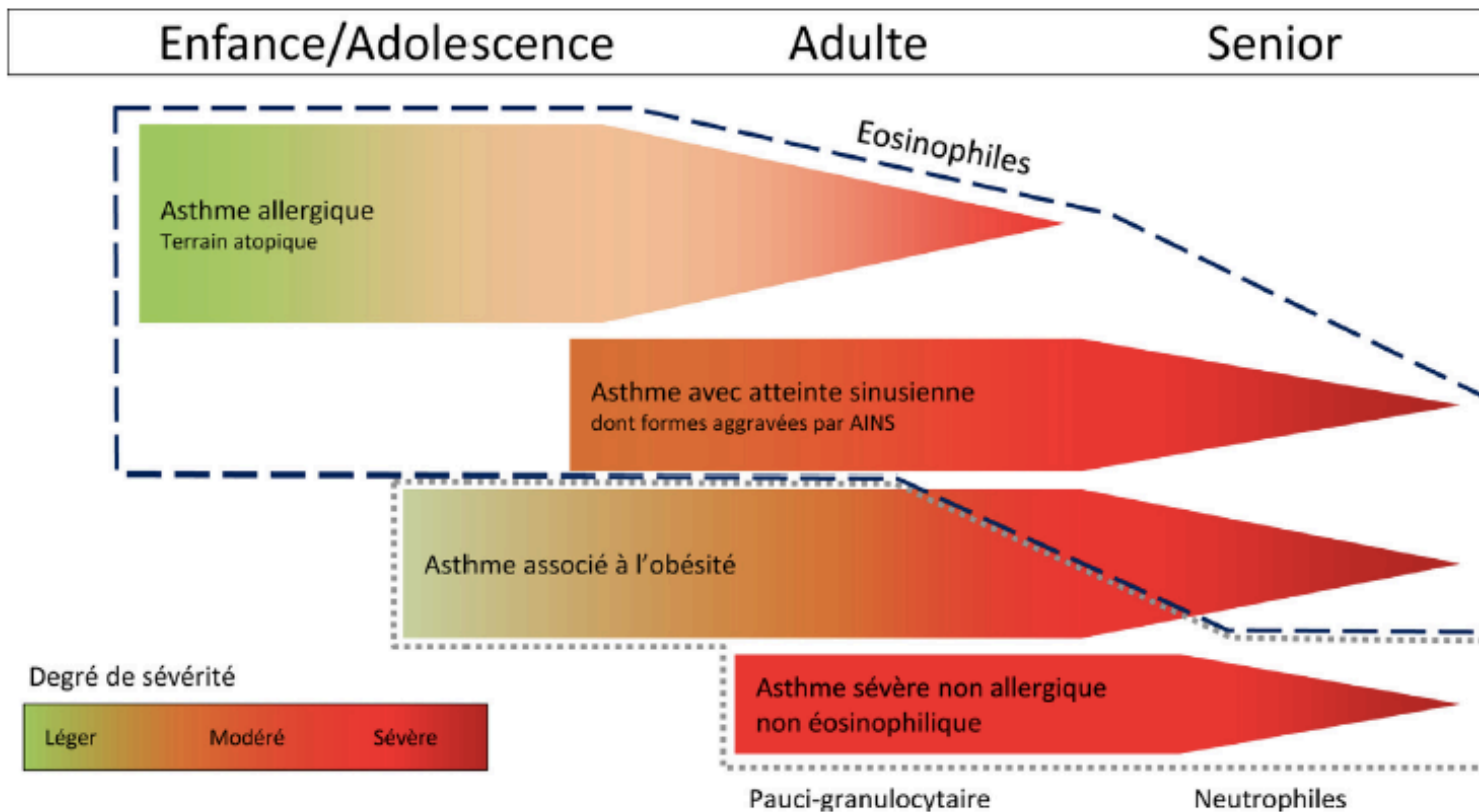 Enfance/Adolescence Adulte Senior
Eosinophiles
Asthme allergique
Terrain atopique
Asthme avec atteinte sinusienne
dont formes aggravées par AINS
Asthme associé à l'obésité
Degré de sévérité
Léger Modéré Sévère
Asthme sévère non allergique
non éosinophilique
Pauci-granulocytaire Neutrophiles